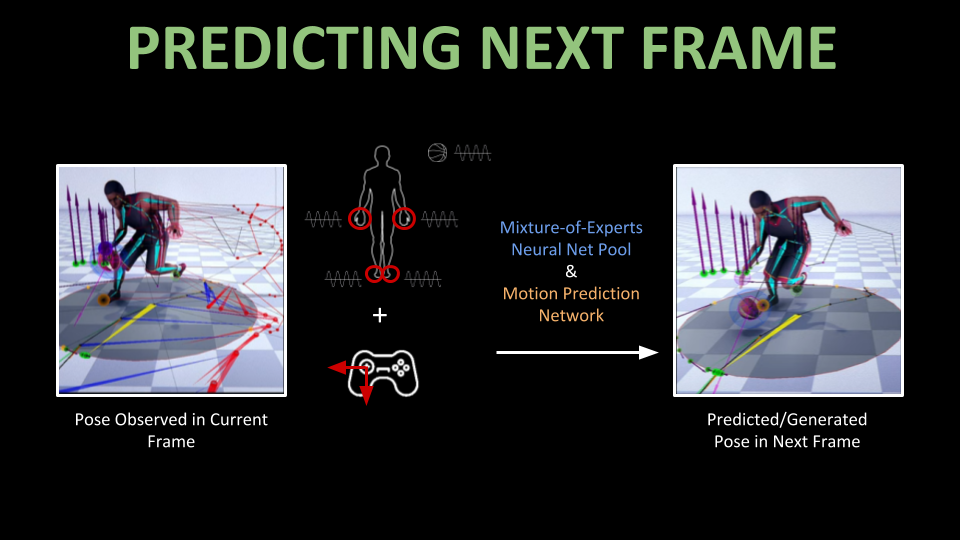 PREDICTING NEXT FRAME
Mixture-of-Experts
Neural Net Pool
&
Motion Prediction
Network
+
Pose Observed in Current
Frame
Predicted/Generated
Pose in Next Frame